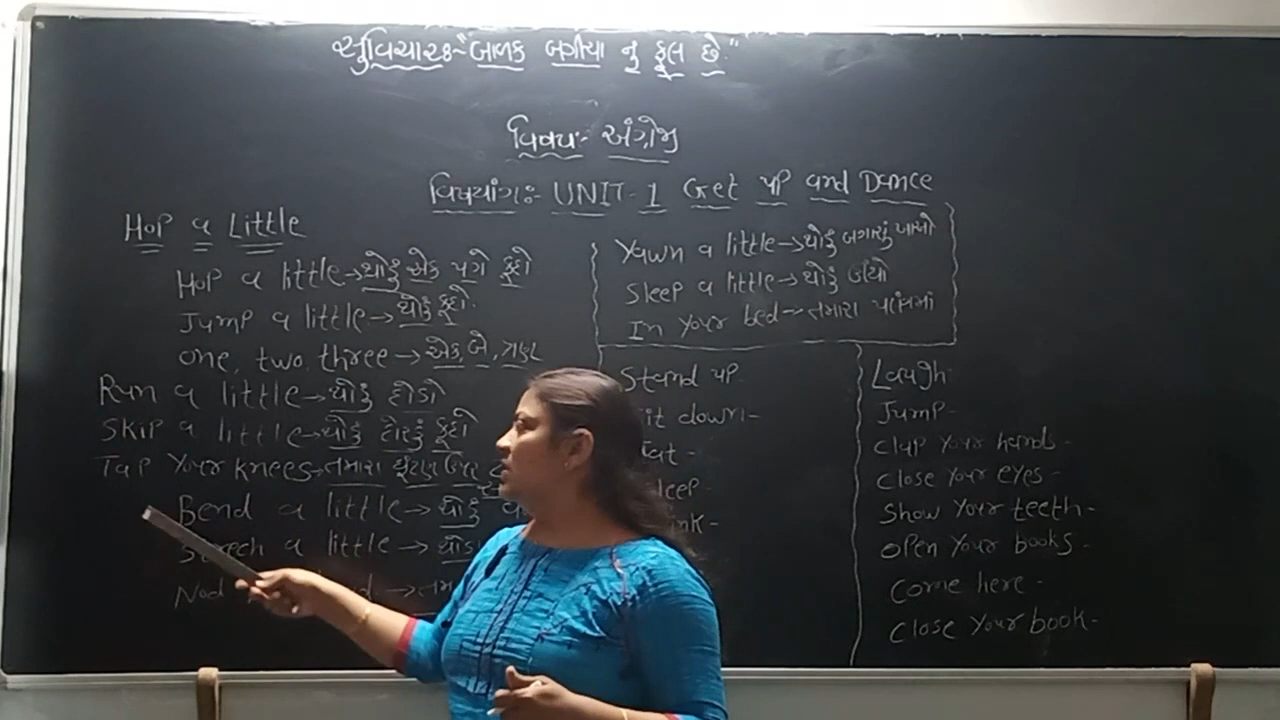 સુવિચારઃ- "બાળક બગીચા નુ ફૂલ છે"
વિષયઃ- અંગ્રેજી
વિષયાંગઃ- UNIT-1 Get up and Dance
Hop a Little
Hop a little → થોડું એક પગે કૂદો
Jump a little → થોડું કૂદો.
one, two, three → એક, બે, ત્રણ
Run a little → થોડું દોડો
Skip a little → થોડું દોરડું કૂદો
Tap your knees → તમારા ઘૂંટણ ઉપર
Bend a little → થોડું
a little →
Nod
Yawn a little → થોડું બગાસું ખાઓ
Sleep a little → થોડું ઊંઘો
In your bed → તમારા પલંગમાં
Stand up
it down -
Laugh
Jump -
Clap your hands -
Close your eyes -
Show your teeth -
Open your books -
Come here -
Close your book -